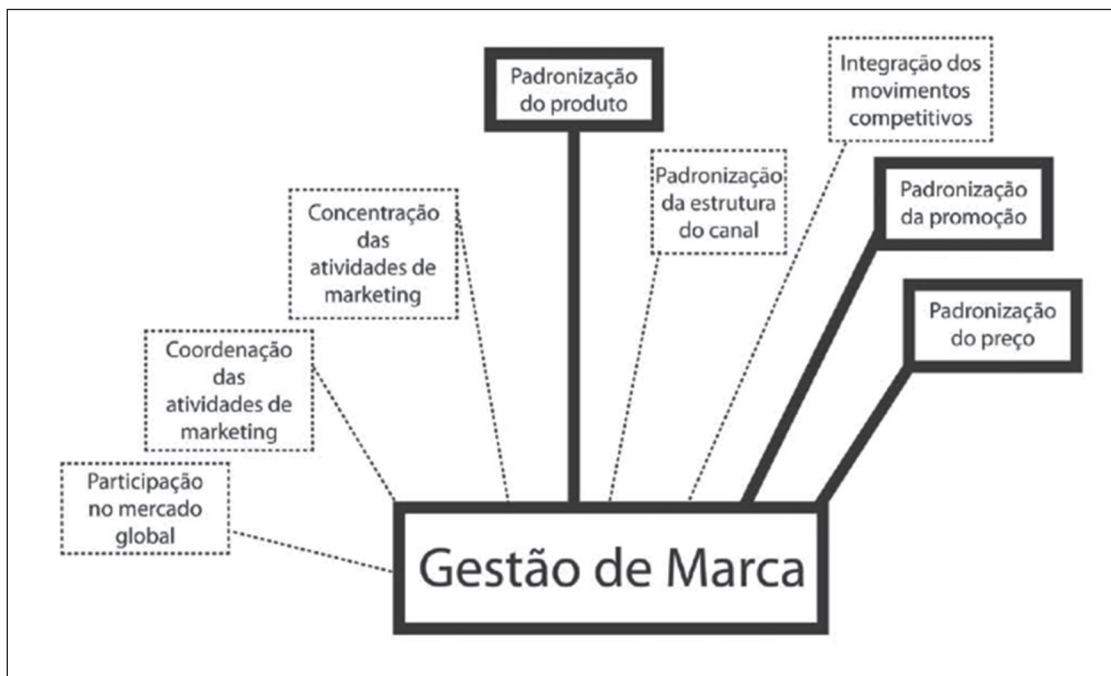 Padronização
do produto
Integração dos
movimentos
competitivos
Padronização
da estrutura
do canal
Padronização
da promoção
Concentração
das
atividades de
marketing
Padronização
do preço
Coordenação
das
atividades de
marketing
Participação
no mercado
global
Gestão de Marca